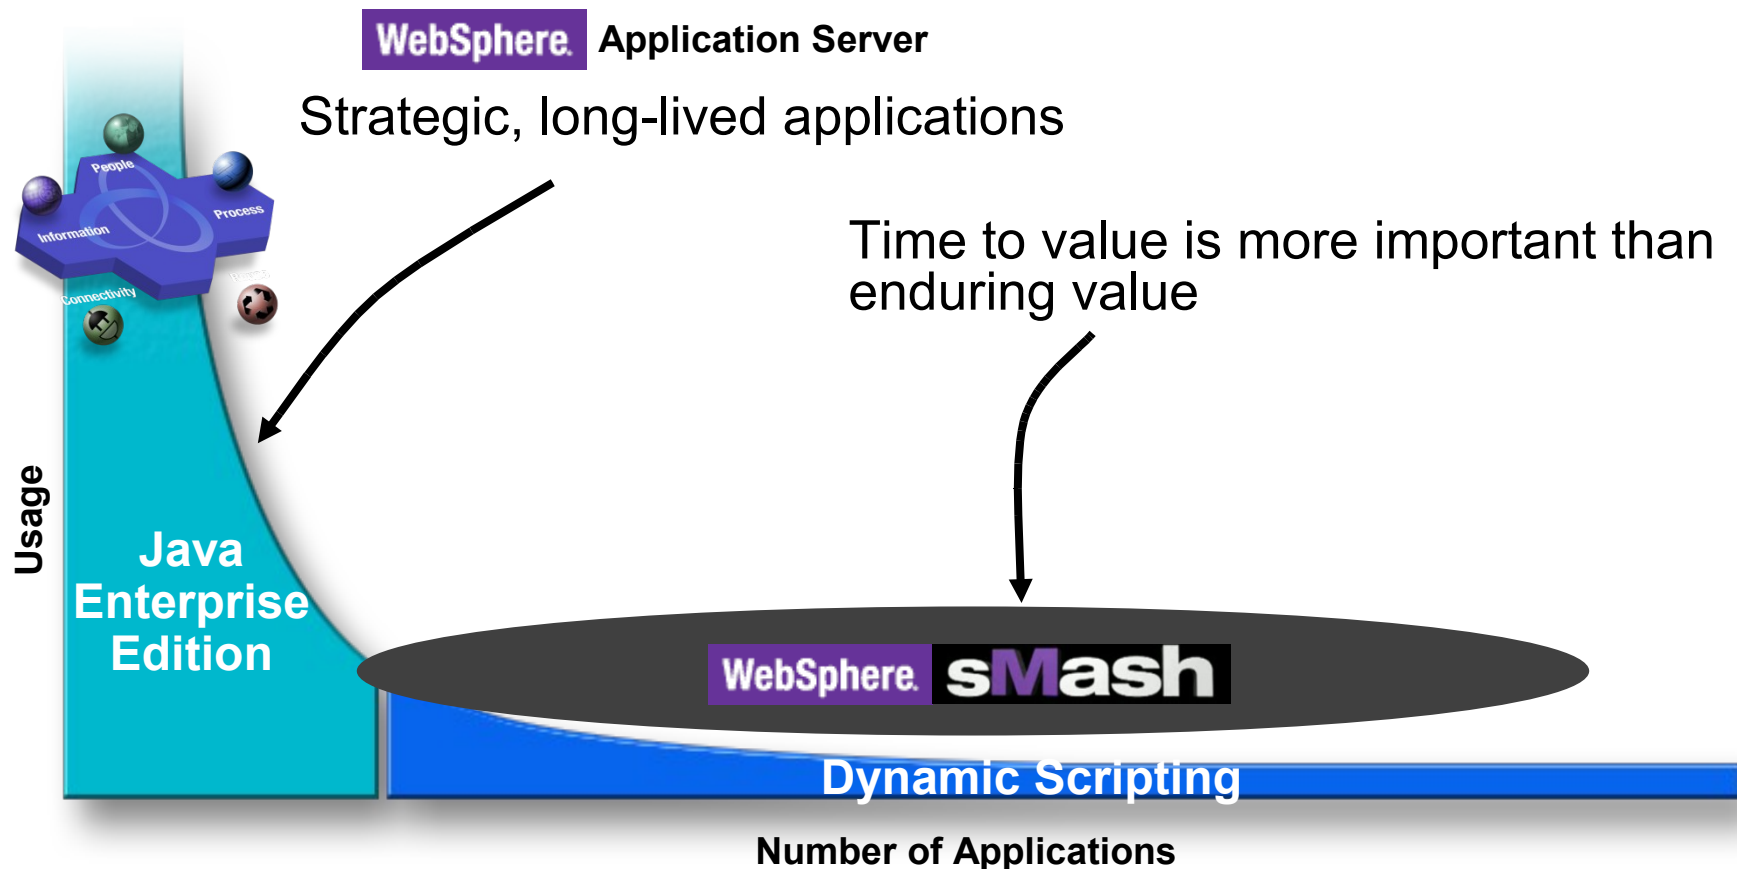 WebSphere. Application Server
Strategic, long-lived applications
People
Process
Information
Connectivity
Time to value is more important than
enduring value
Usage
Java
Enterprise
Edition
WebSphere. sMash
Dynamic Scripting
Number of Applications